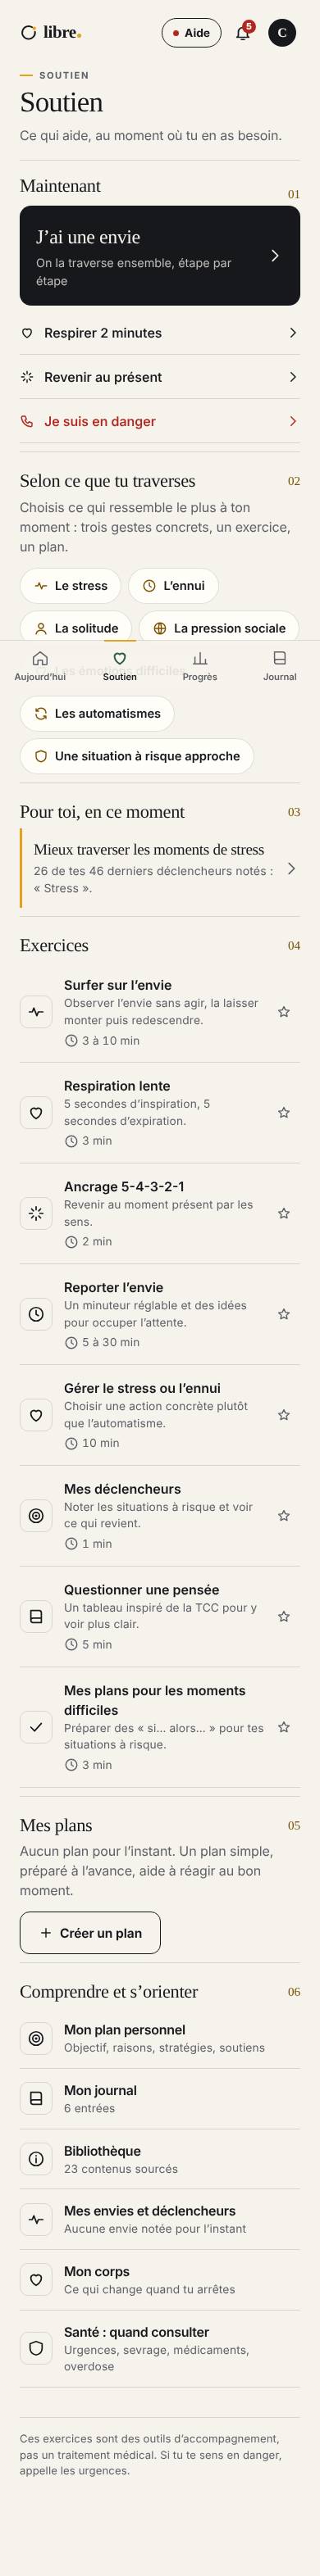 libre.
Aide
5
C
SOUTIEN
Soutien
Ce qui aide, au moment où tu en as besoin.
Maintenant
01
J’ai une envie
On la traverse ensemble, étape par
étape
Respirer 2 minutes
Revenir au présent
Je suis en danger
Selon ce que tu traverses
02
Choisis ce qui ressemble le plus à ton
moment : trois gestes concrets, un exercice,
un plan.
Le stress
L’ennui
La solitude
La pression sociale
Les émotions difficiles
Aujourd’hui
Soutien
Progrès
Journal
Les automatismes
Une situation à risque approche
Pour toi, en ce moment
03
Mieux traverser les moments de stress
26 de tes 46 derniers déclencheurs notés :
« Stress ».
Exercices
04
Surfer sur l’envie
Observer l’envie sans agir, la laisser
monter puis redescendre.
3 à 10 min
Respiration lente
5 secondes d’inspiration, 5
secondes d’expiration.
3 min
Ancrage 5-4-3-2-1
Revenir au moment présent par les
sens.
2 min
Reporter l’envie
Un minuteur réglable et des idées
pour occuper l’attente.
5 à 30 min
Gérer le stress ou l’ennui
Choisir une action concrète plutôt
que l’automatisme.
10 min
Mes déclencheurs
Noter les situations à risque et voir
ce qui revient.
1 min
Questionner une pensée
Un tableau inspiré de la TCC pour y
voir plus clair.
5 min
Mes plans pour les moments
difficiles
Préparer des « si... alors... » pour tes
situations à risque.
3 min
Mes plans
05
Aucun plan pour l’instant. Un plan simple,
préparé à l’avance, aide à réagir au bon
moment.
Créer un plan
Comprendre et s’orienter
06
Mon plan personnel
Objectif, raisons, stratégies, soutiens
Mon journal
6 entrées
Bibliothèque
23 contenus sourcés
Mes envies et déclencheurs
Aucune envie notée pour l’instant
Mon corps
Ce qui change quand tu arrêtes
Santé : quand consulter
Urgences, sevrage, médicaments,
overdose
Ces exercices sont des outils d’accompagnement,
pas un traitement médical. Si tu te sens en danger,
appelle les urgences.